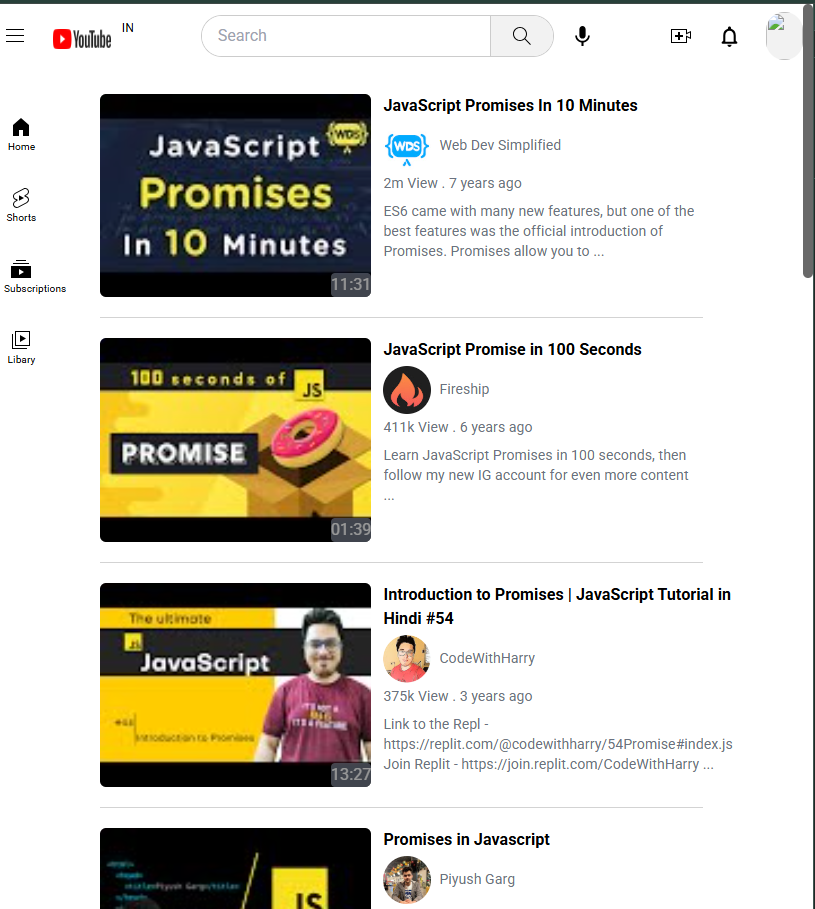 YouTube
IN
Search
Home
Shorts
Subscriptions
Libary
JavaScript
WDS
Promises
In 10 Minutes
11:31
JavaScript Promises In 10 Minutes
WDS
Web Dev Simplified
2m View . 7 years ago
ES6 came with many new features, but one of the
best features was the official introduction of
Promises. Promises allow you to ...
100 seconds of
JS
PROMISE
01:39
JavaScript Promise in 100 Seconds
Fireship
411k View . 6 years ago
Learn JavaScript Promises in 100 seconds, then
follow my new IG account for even more content
...
The ultimate
JS
JavaScript
Introduction to Promises
13:27
Introduction to Promises | JavaScript Tutorial in
Hindi #54
CodeWithHarry
375k View . 3 years ago
Link to the Repl -
https://replit.com/@codewithharry/54Promise#index.js
Join Replit - https://join.replit.com/CodeWithHarry ...
JS
Promises in Javascript
Piyush Garg